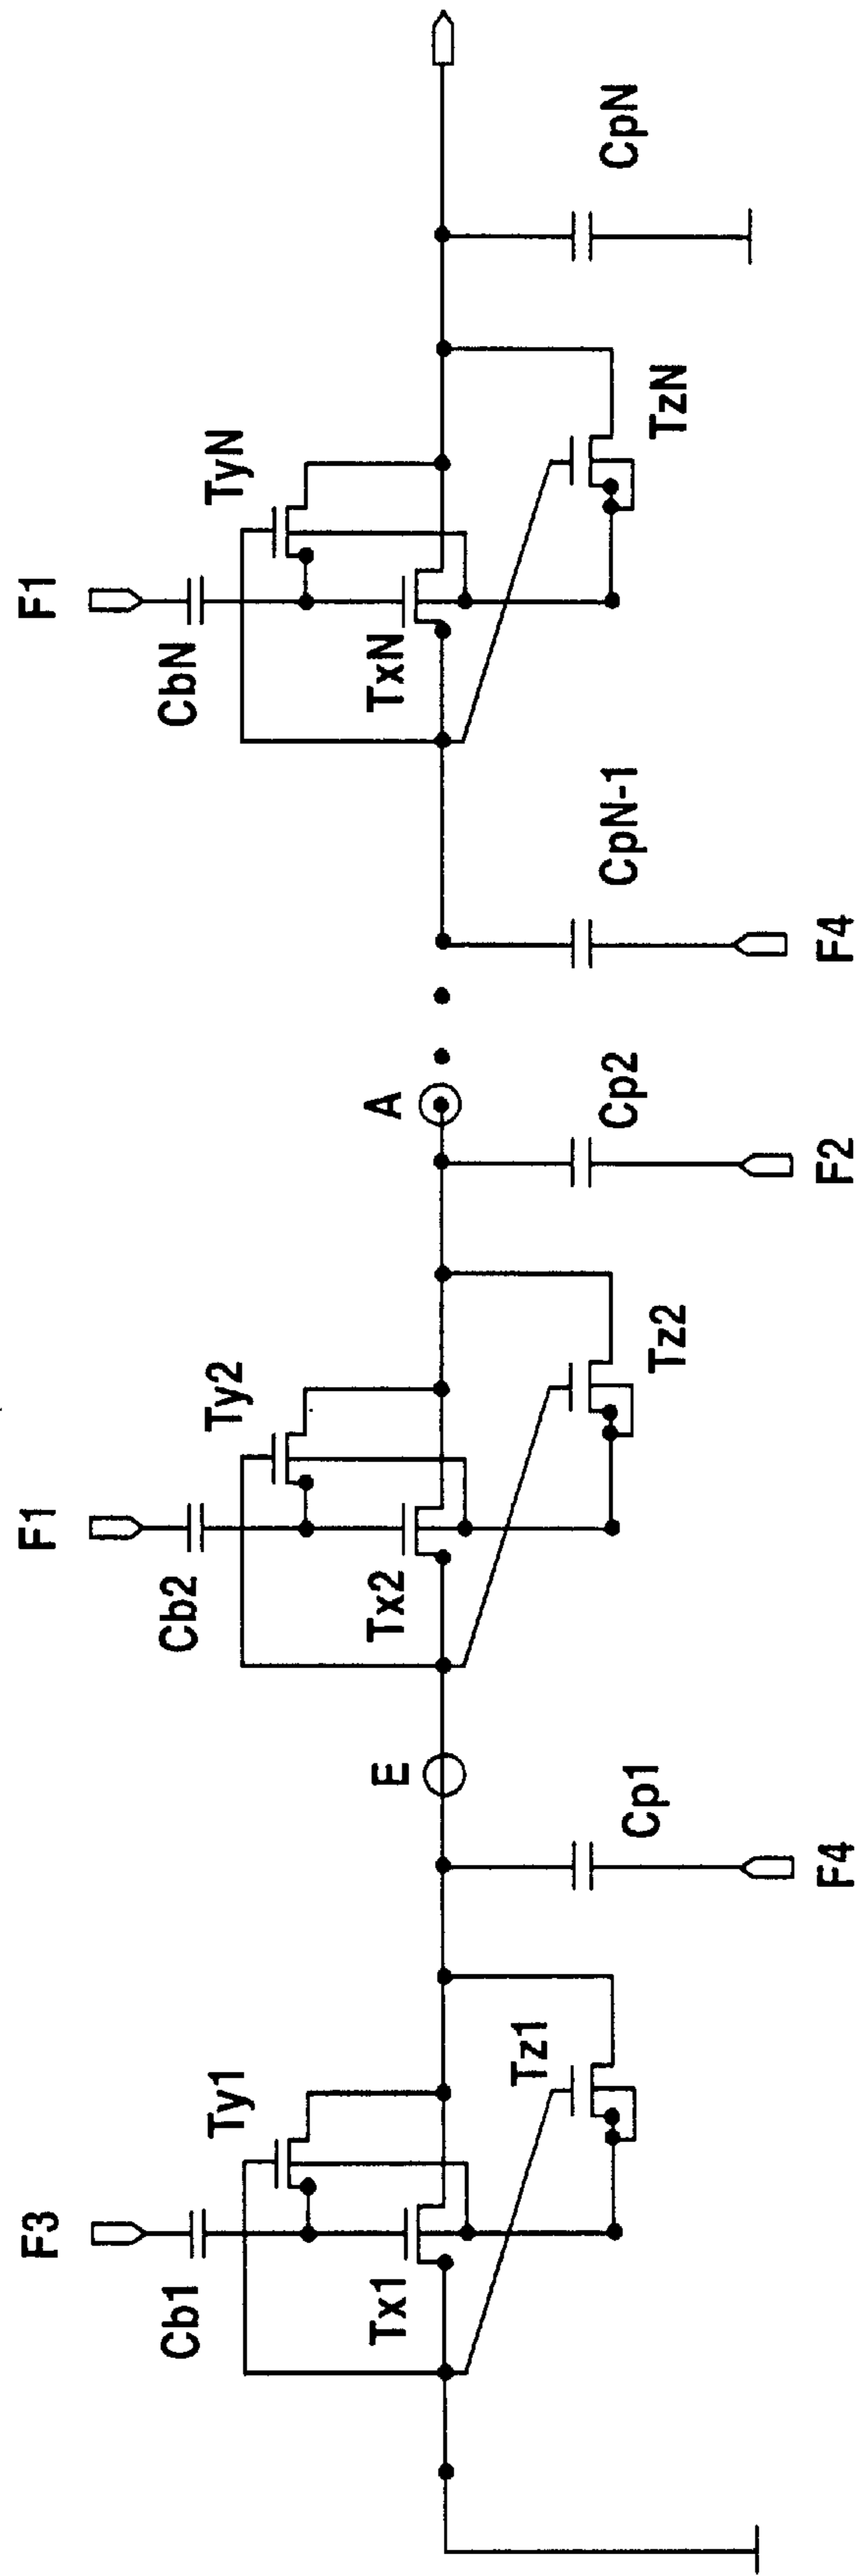 F3
Cb1
Ty1
Tx1
Tz1
Cp1
F4
E
F1
Cb2
Ty2
Tx2
Tz2
A
Cp2
F2
CpN-1
F4
F1
CbN
TyN
TxN
TzN
CpN